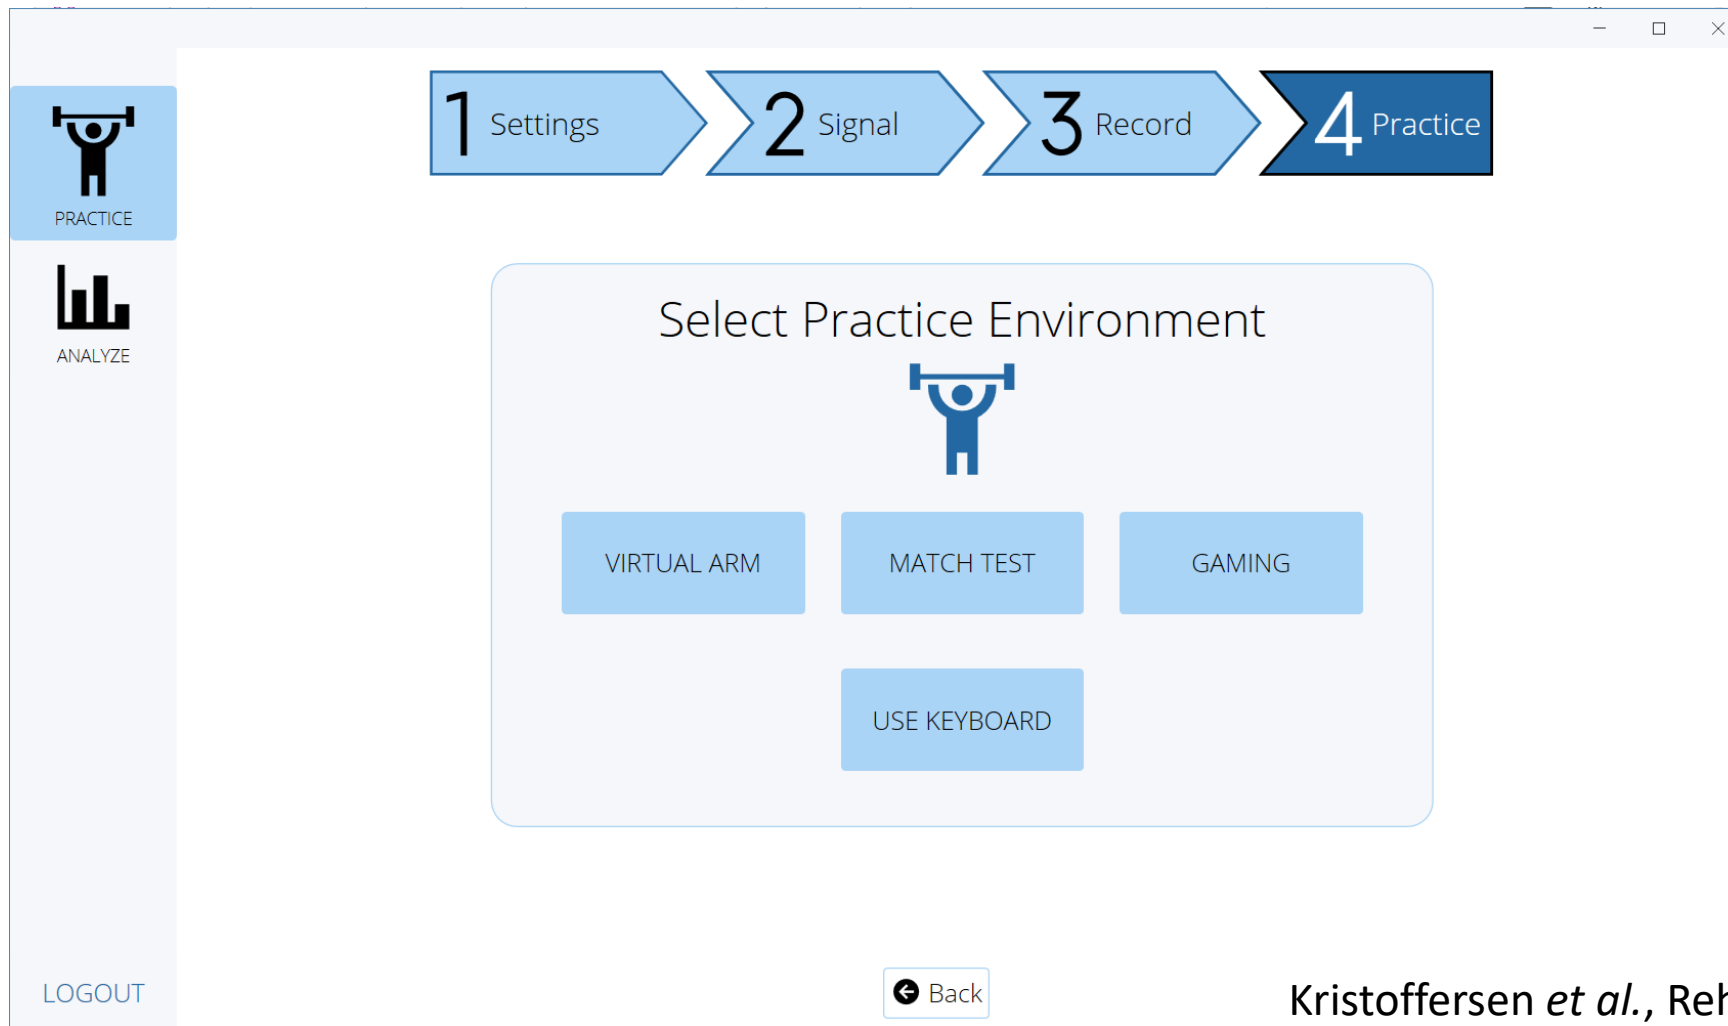 1 Settings
2 Signal
3 Record
4 Practice
PRACTICE
ANALYZE
Select Practice Environment
VIRTUAL ARM
MATCH TEST
GAMING
USE KEYBOARD
LOGOUT
Back
Kristoffersen et al., Reh